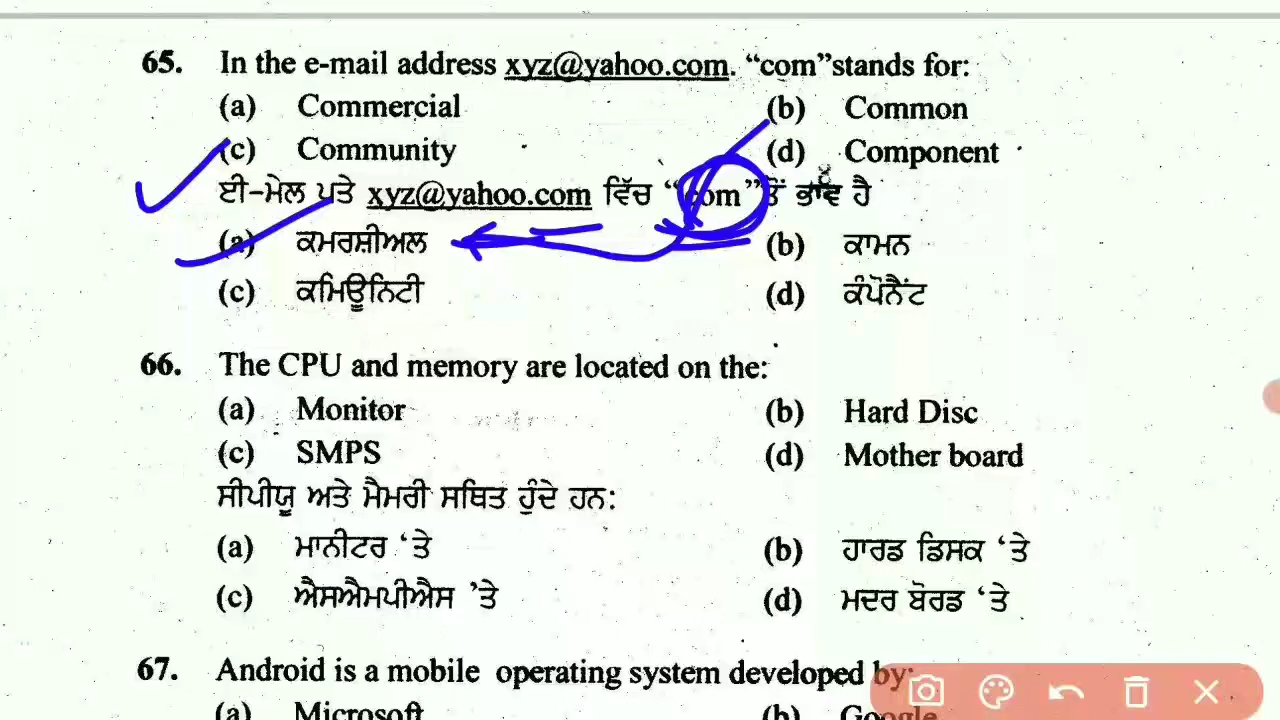 65. In the e-mail address xyz@yahoo.com. “com”stands for:
(a) Commercial (b) Common
(c) Community (d) Component
ਈ-ਮੇਲ ਪਤੇ xyz@yahoo.com ਵਿੱਚ “com”ਤੋਂ ਭਾਵ ਹੈ
(a) ਕਮਰਸ਼ੀਅਲ (b) ਕਾਮਨ
(c) ਕਮਿਊਨਿਟੀ (d) ਕੰਪੋਨੈਂਟ
66. The CPU and memory are located on the:
(a) Monitor (b) Hard Disc
(c) SMPS (d) Mother board
ਸੀਪੀਯੂ ਅਤੇ ਮੈਮਰੀ ਸਥਿਤ ਹੁੰਦੇ ਹਨ:
(a) ਮਾਨੀਟਰ ‘ਤੇ (b) ਹਾਰਡ ਡਿਸਕ ‘ਤੇ
(c) ਐਸਐਮਪੀਐਸ ’ਤੇ (d) ਮਦਰ ਬੋਰਡ ‘ਤੇ
67. Android is a mobile operating system developed by:
(a) Microsoft (b) Google